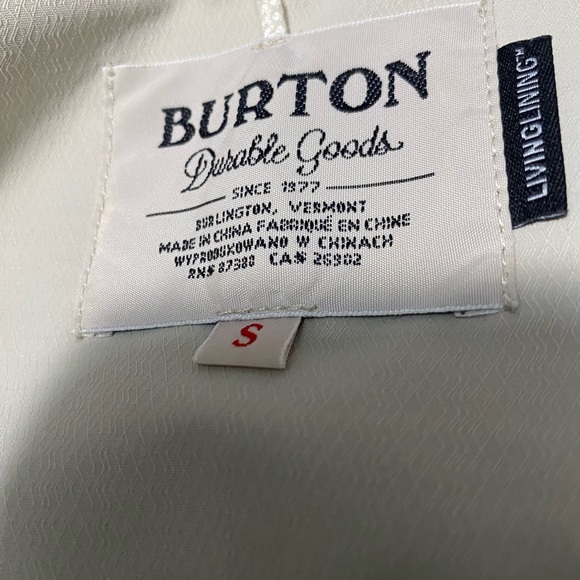 BURTON
Durable Goods
SINCE 1977
BURLINGTON, VERMONT
MADE IN CHINA FABRIQUÉ EN CHINE
WYPRODUKOWANO W CHINACH
RN# 87380 CA# 26902
S
LIVINGLINING™